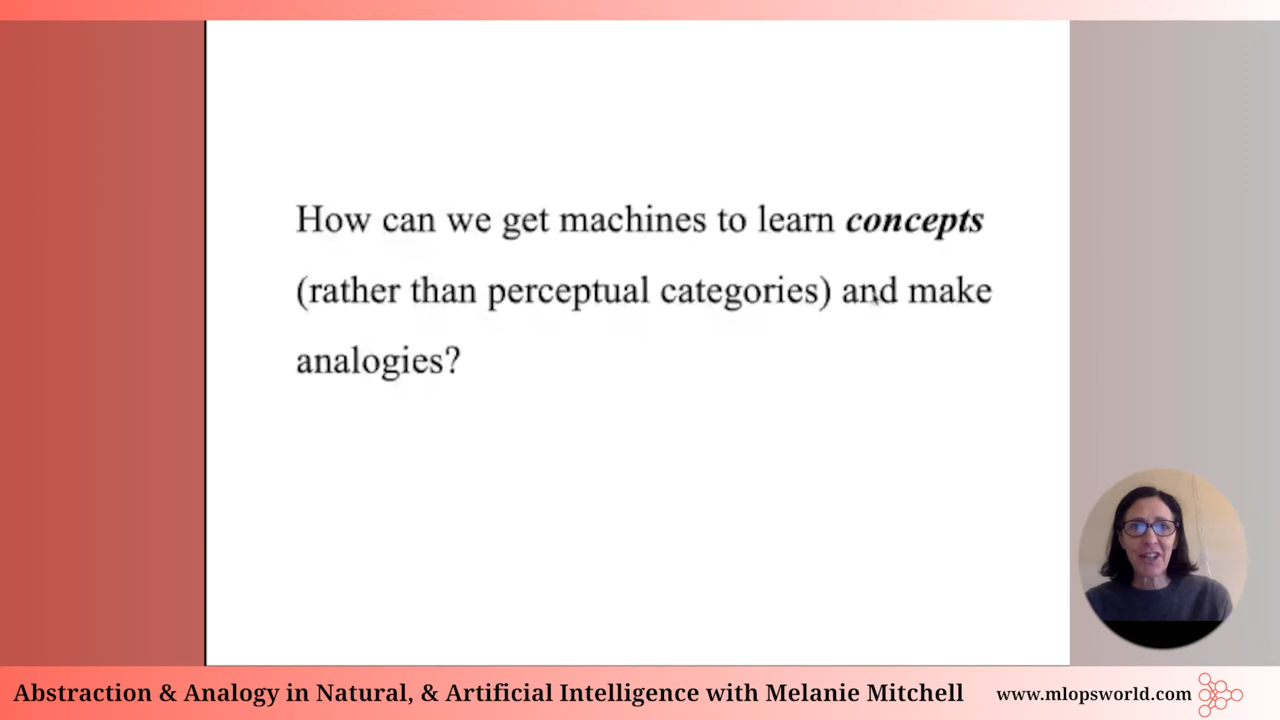 How can we get machines to learn concepts
(rather than perceptual categories) and make
analogies?
Abstraction & Analogy in Natural, & Artificial Intelligence with Melanie Mitchell
www.mlopsworld.com